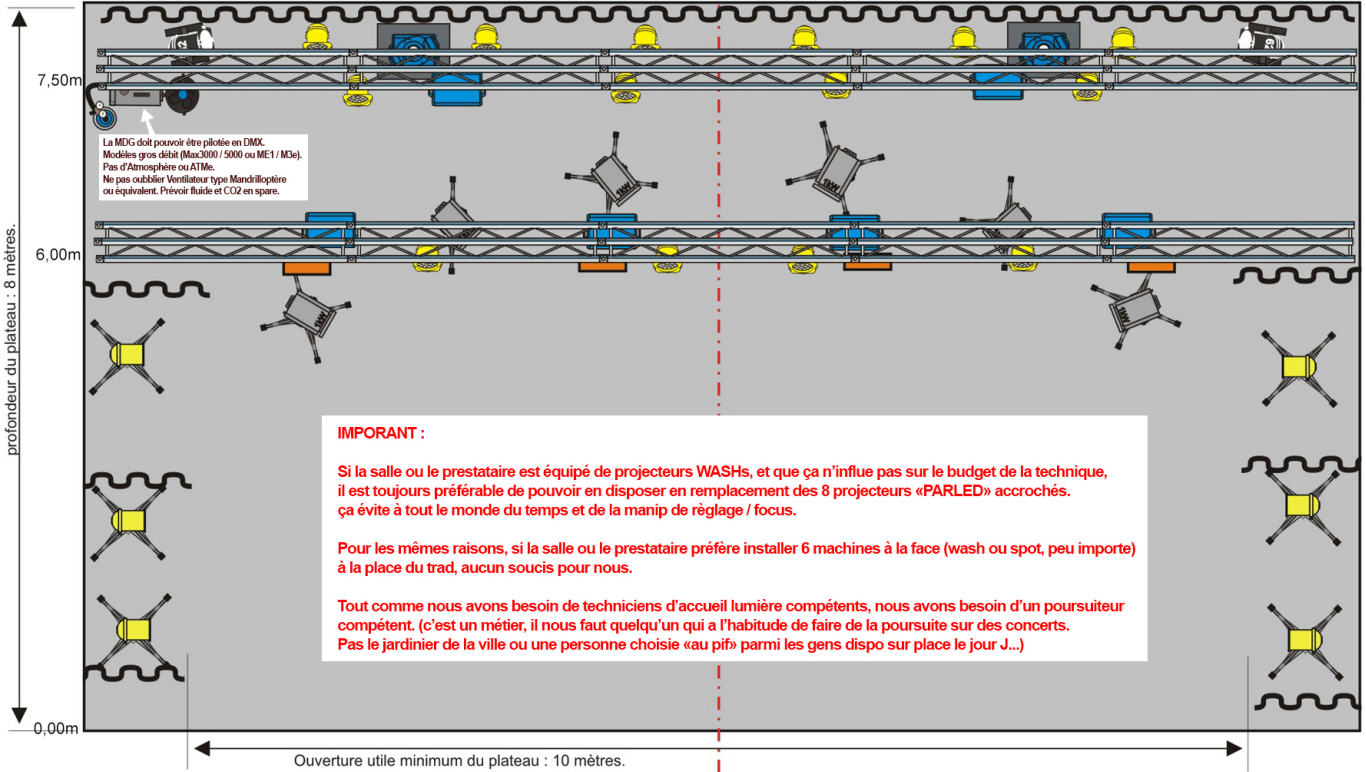 7,50m
La MDG doit pouvoir être pilotée en DMX.
Modèles gros débit (Max3000 / 5000 ou ME1 / M3e).
Pas d'Atmosphère ou ATMe.
Ne pas oubblier Ventilateur type Mandrilloptère
ou équivalent. Prévoir fluide et CO2 en spare.
1kW
1kW
6,00m
profondeur du plateau : 8 mètres.
1kW
1kW
IMPORANT :
Si la salle ou le prestataire est équipé de projecteurs WASHs, et que ça n'influe pas sur le budget de la technique,
il est toujours préférable de pouvoir en disposer en remplacement des 8 projecteurs «PARLED» accrochés.
ça évite à tout le monde du temps et de la manip de règlage / focus.
Pour les mêmes raisons, si la salle ou le prestataire préfère installer 6 machines à la face (wash ou spot, peu importe)
à la place du trad, aucun soucis pour nous.
Tout comme nous avons besoin de techniciens d'accueil lumière compétents, nous avons besoin d'un poursuiteur
compétent. (c'est un métier, il nous faut quelqu'un qui a l'habitude de faire de la poursuite sur des concerts.
Pas le jardinier de la ville ou une personne choisie «au pif» parmi les gens dispo sur place le jour J...)
0,00m
Ouverture utile minimum du plateau : 10 mètres.